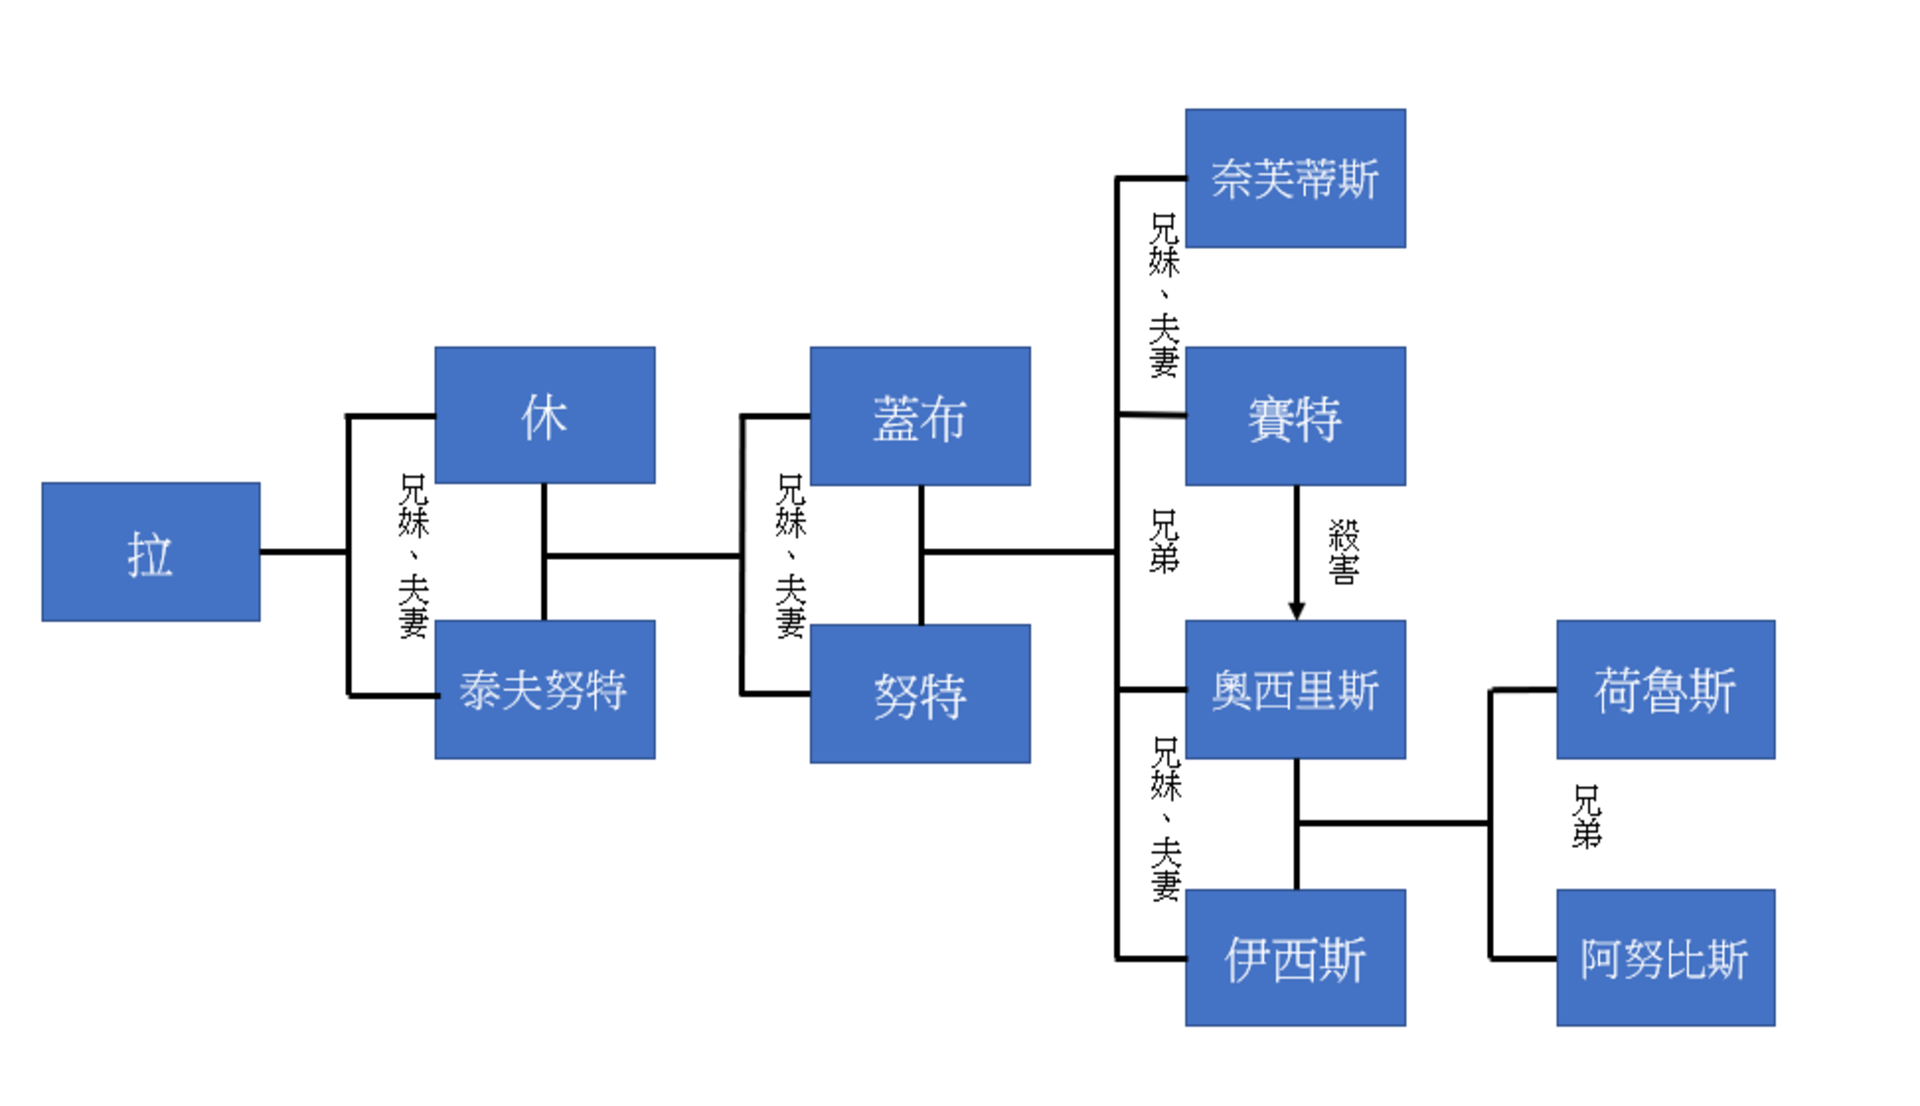 拉
兄妹、夫妻
休
泰夫努特
兄妹、夫妻
蓋布
努特
奈芙蒂斯
兄妹、夫妻
賽特
兄弟
殺害
奧西里斯
兄妹、夫妻
伊西斯
荷魯斯
兄弟
阿努比斯